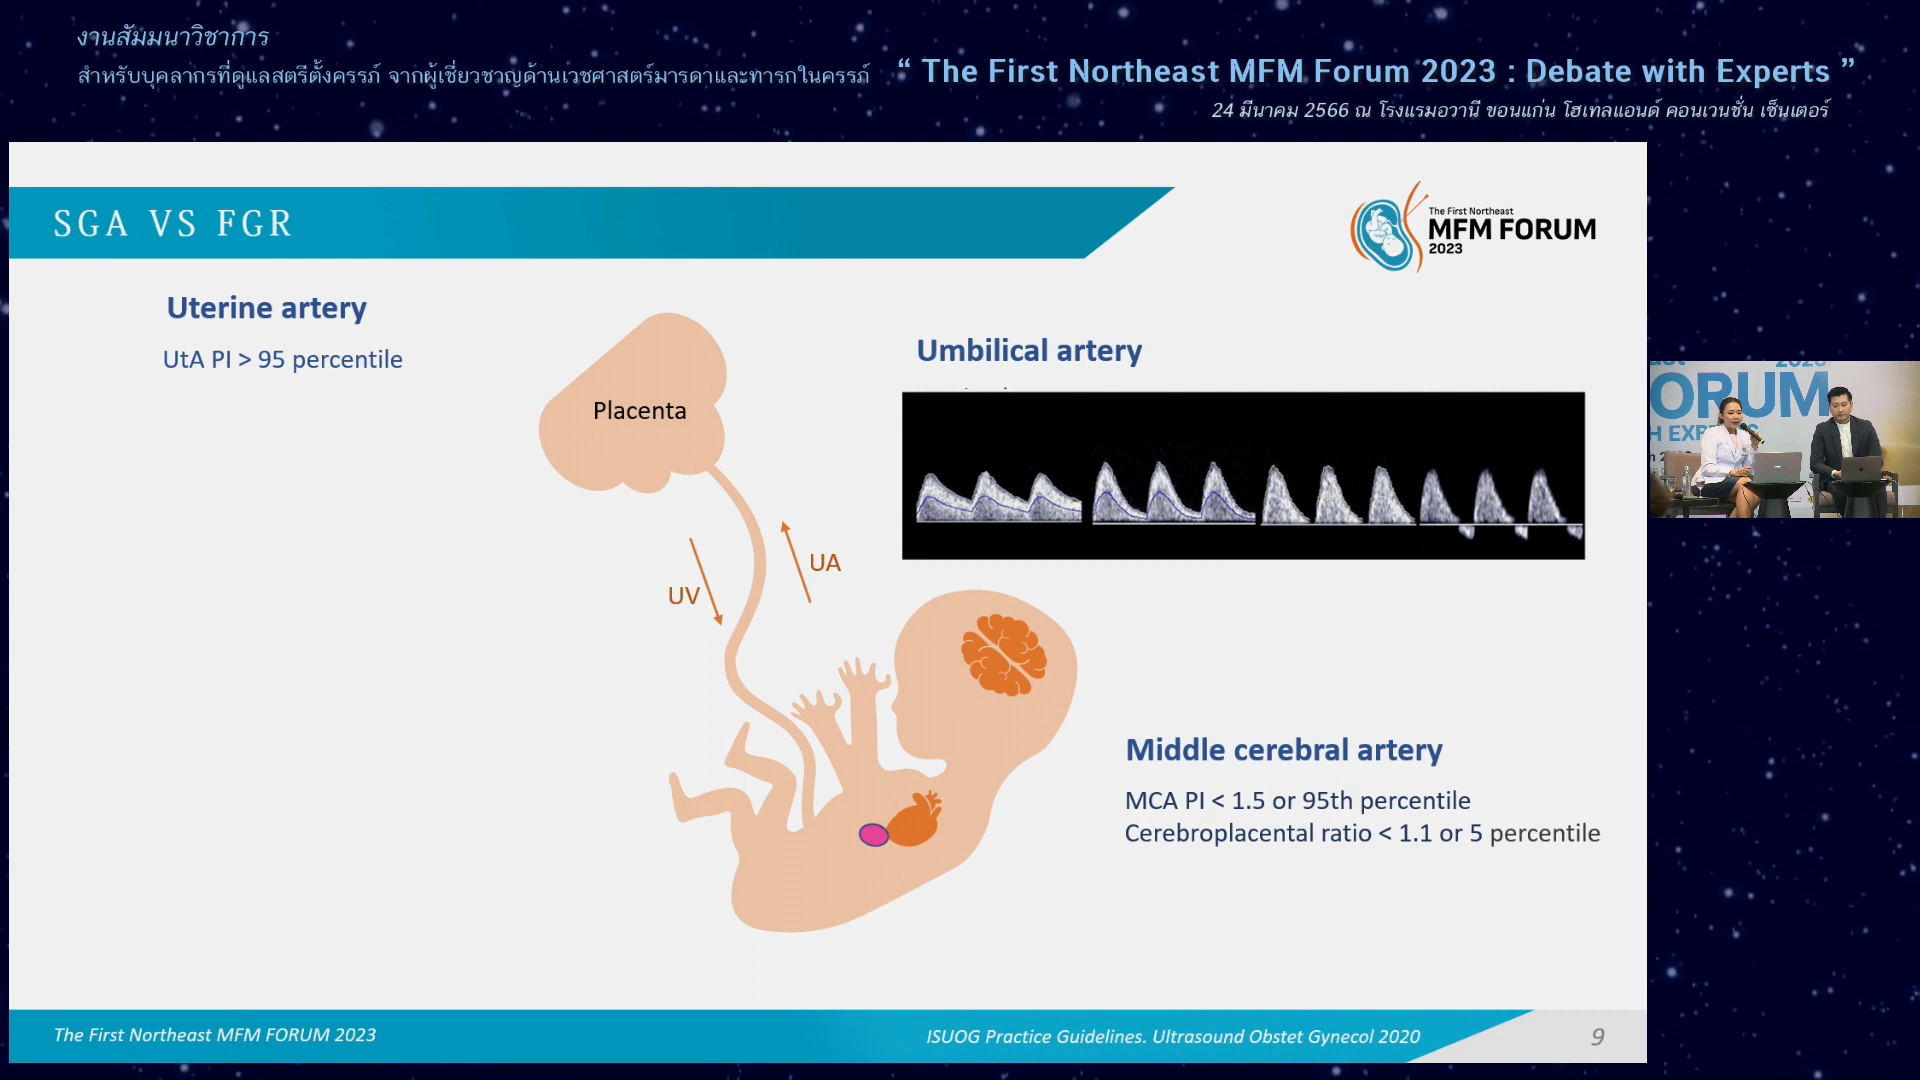 งานสัมมนาวิชาการ
สำหรับบุคลากรที่ดูแลสตรีตั้งครรภ์ จากผู้เชี่ยวชาญด้านเวชศาสตร์มารดาและทารกในครรภ์
“ The First Northeast MFM Forum 2023 : Debate with Experts ”
24 มีนาคม 2566 ณ โรงแรมอวานี ขอนแก่น โฮเทลแอนด์ คอนเวนชั่น เซ็นเตอร์
SGA VS FGR
The First Northeast
MFM FORUM
2023
Uterine artery
UtA PI > 95 percentile
Umbilical artery
Placenta
UA
UV
Middle cerebral artery
MCA PI < 1.5 or 95th percentile
Cerebroplacental ratio < 1.1 or 5 percentile
ORUM
The First Northeast MFM FORUM 2023
ISUOG Practice Guidelines. Ultrasound Obstet Gynecol 2020
9